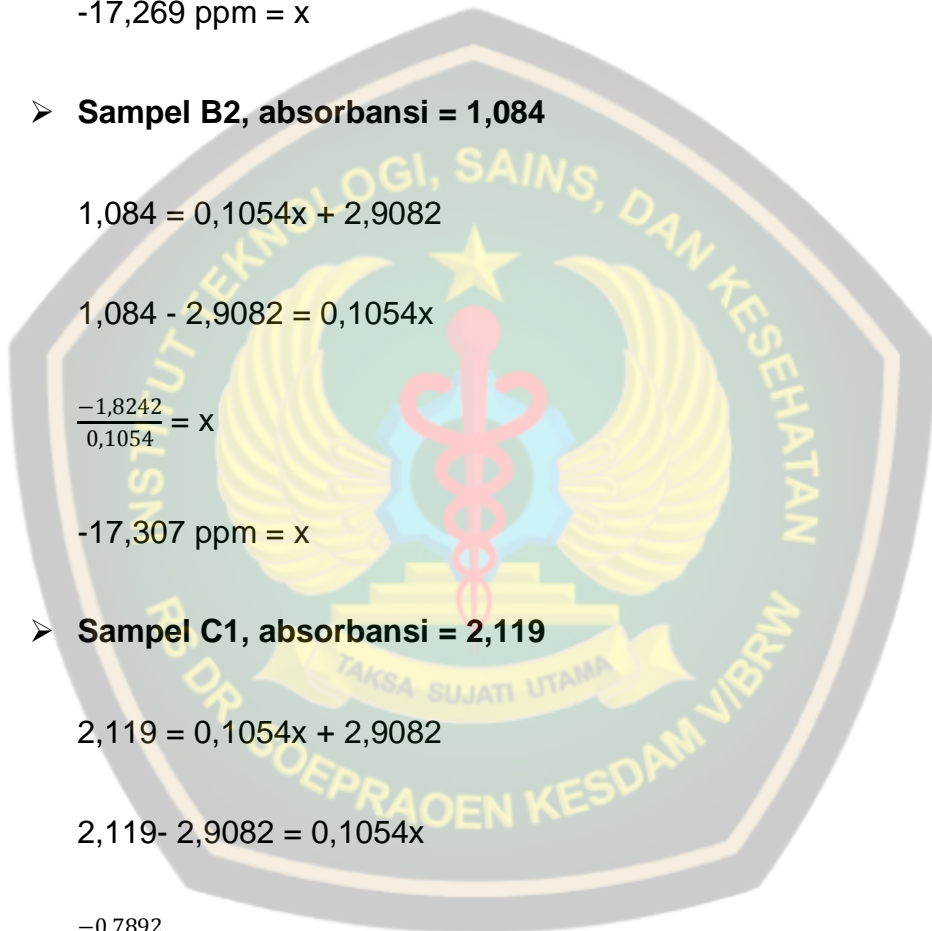 -17,269 ppm = x
➢ Sampel B2, absorbansi = 1,084
1,084 = 0,1054x + 2,9082
1,084 - 2,9082 = 0,1054x
−1,8242
0,1054 = x
-17,307 ppm = x
➢ Sampel C1, absorbansi = 2,119
2,119 = 0,1054x + 2,9082
2,119- 2,9082 = 0,1054x
−0,7892
INSTITUT TEKNOLOGI, SAINS, DAN KESEHATAN
TAKSA SUJATI UTAMA
RS DR. SOEPRAOEN KESDAM V/BRW